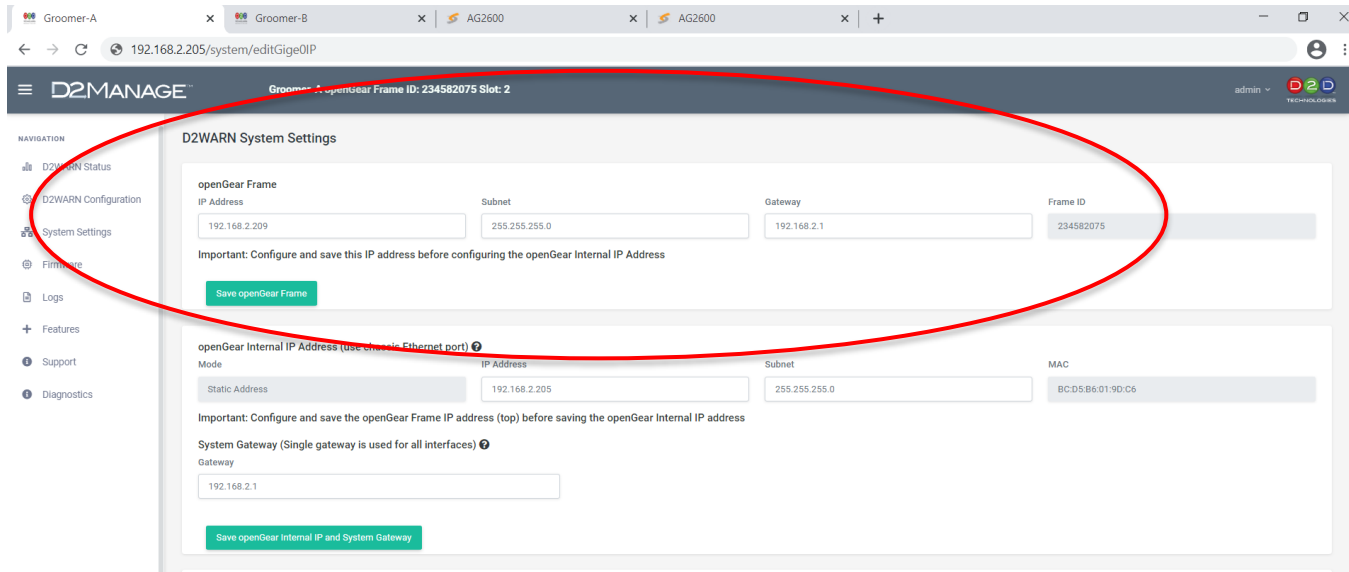 Groomer-A
Groomer-B
AG2600
AG2600
192.168.2.205/system/editGige0IP
D2MANAGE
Groomer-A openGear Frame ID: 234582075 Slot: 2
admin
D2D
TECHNOLOGIES
NAVIGATION
D2WARN Status
D2WARN Configuration
System Settings
Firmware
Logs
Features
Support
Diagnostics
D2WARN System Settings
openGear Frame
IP Address Subnet Gateway Frame ID
192.168.2.209 255.255.255.0 192.168.2.1 234582075
Important: Configure and save this IP address before configuring the openGear Internal IP Address
Save openGear Frame
openGear Internal IP Address (use chassis Ethernet port)
Mode IP Address Subnet MAC
Static Address 192.168.2.205 255.255.255.0 BC:D5:B6:01:9D:C6
Important: Configure and save the openGear Frame IP address (top) before saving the openGear Internal IP address
System Gateway (Single gateway is used for all interfaces)
Gateway
192.168.2.1
Save openGear Internal IP and System Gateway